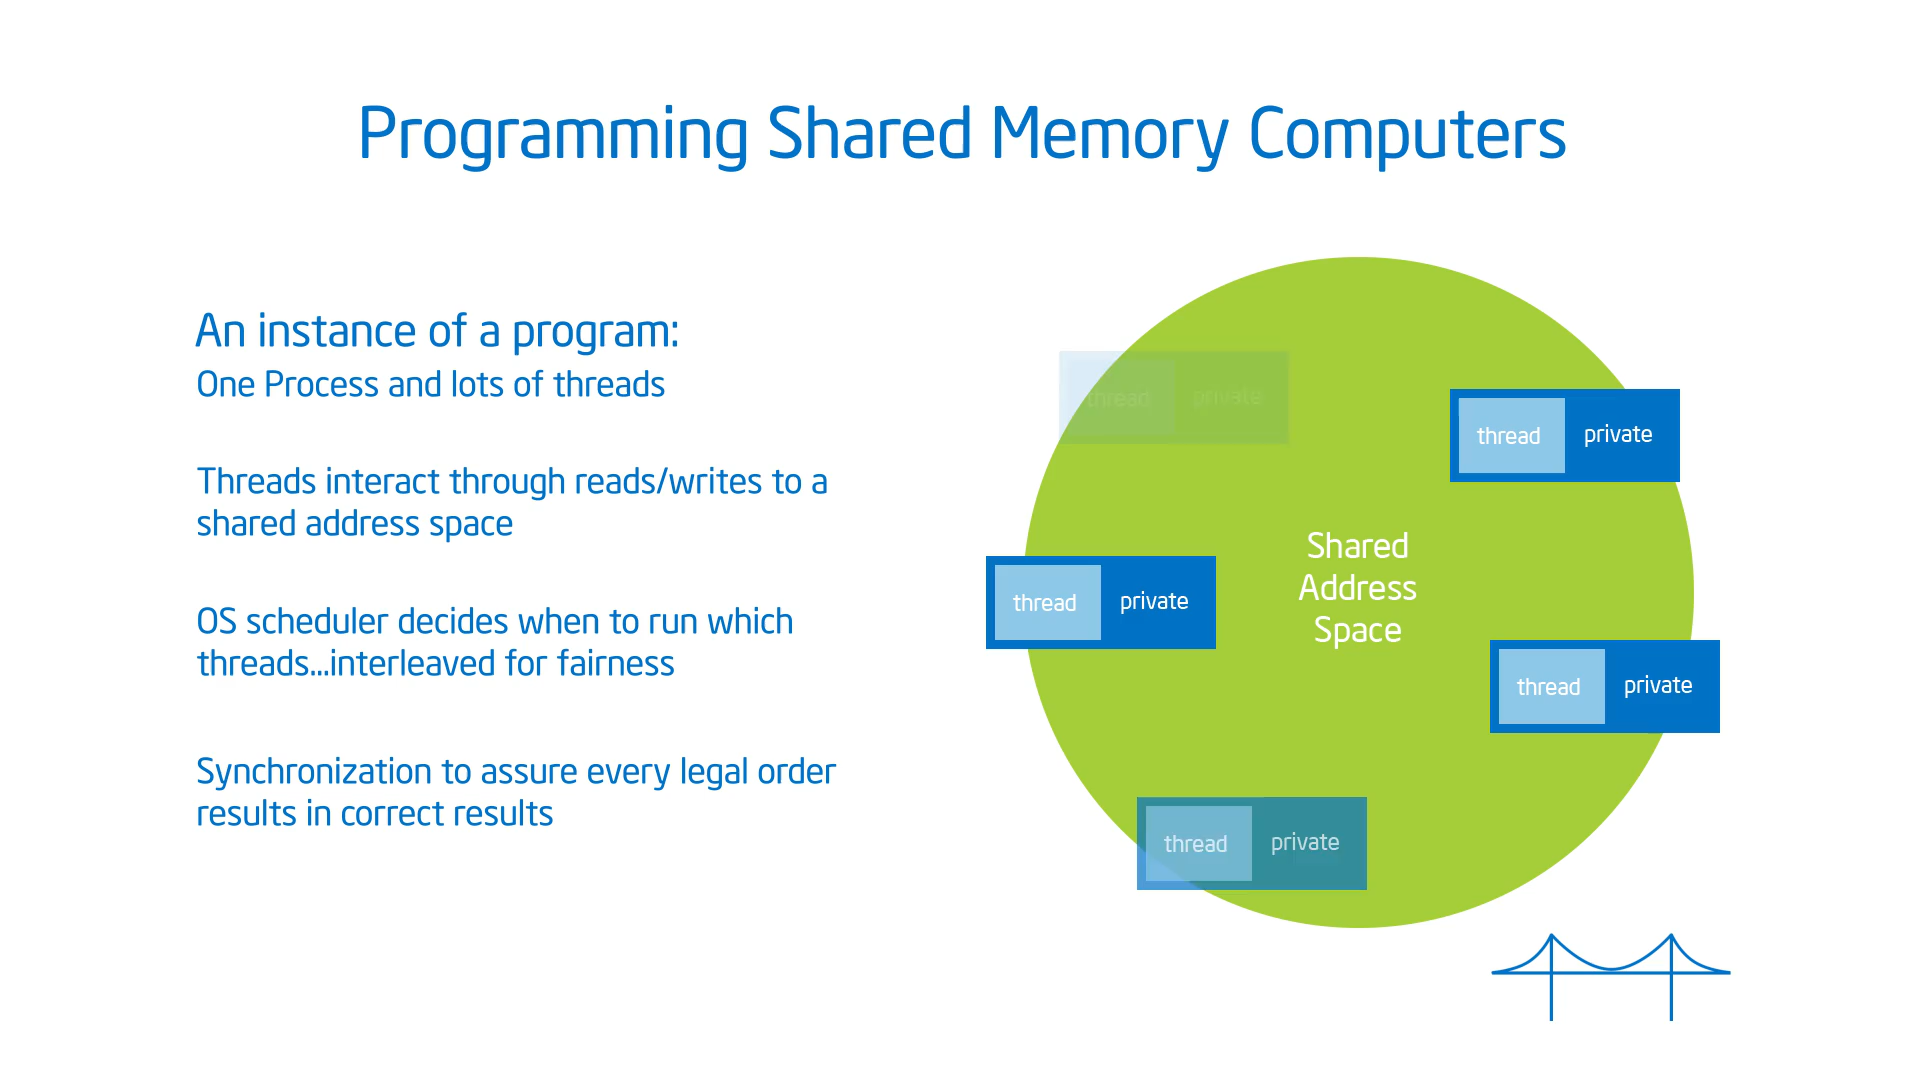 Programming Shared Memory Computers
An instance of a program:
One Process and lots of threads
Threads interact through reads/writes to a
shared address space
OS scheduler decides when to run which
threads...interleaved for fairness
Synchronization to assure every legal order
results in correct results
thread private
thread private
Shared
Address
Space
thread private
thread private
thread private